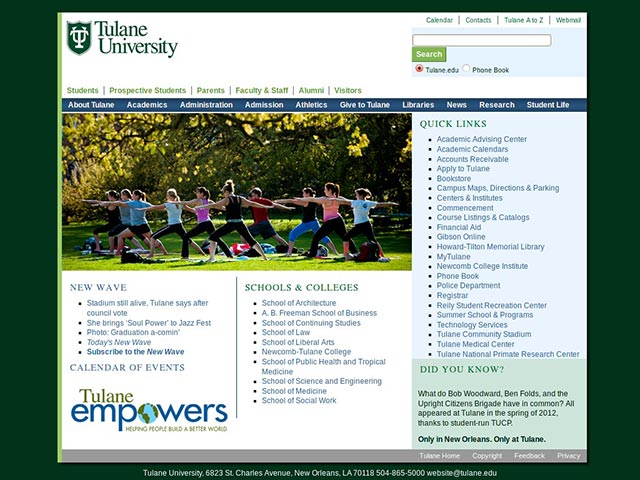 Calendar | Contacts | Tulane A to Z | Webmail
Tulane
University
Search
Tulane.edu Phone Book
Students | Prospective Students | Parents | Faculty & Staff | Alumni | Visitors
About Tulane Academics Administration Admission Athletics Give to Tulane Libraries News Research Student Life
QUICK LINKS
Academic Advising Center
Academic Calendars
Accounts Receivable
Apply to Tulane
Bookstore
Campus Maps, Directions & Parking
Centers & Institutes
Commencement
Course Listings & Catalogs
Financial Aid
Gibson Online
Howard-Tilton Memorial Library
MyTulane
Newcomb College Institute
Phone Book
Police Department
Registrar
Reily Student Recreation Center
Summer School & Programs
Technology Services
Tulane Community Stadium
Tulane Medical Center
Tulane National Primate Research Center
NEW WAVE
Stadium still alive, Tulane says after
council vote
She brings 'Soul Power' to Jazz Fest
Photo: Graduation a-comin'
Today's New Wave
Subscribe to the New Wave
CALENDAR OF EVENTS
Tulane
empowers
HELPING PEOPLE BUILD A BETTER WORLD
SCHOOLS & COLLEGES
School of Architecture
A. B. Freeman School of Business
School of Continuing Studies
School of Law
School of Liberal Arts
Newcomb-Tulane College
School of Public Health and Tropical
Medicine
School of Science and Engineering
School of Medicine
School of Social Work
DID YOU KNOW?
What do Bob Woodward, Ben Folds, and the
Upright Citizens Brigade have in common? All
appeared at Tulane in the spring of 2012,
thanks to student-run TUCP.
Only in New Orleans. Only at Tulane.
Tulane Home Copyright Feedback Privacy
Tulane University, 6823 St. Charles Avenue, New Orleans, LA 70118 504-865-5000 website@tulane.edu